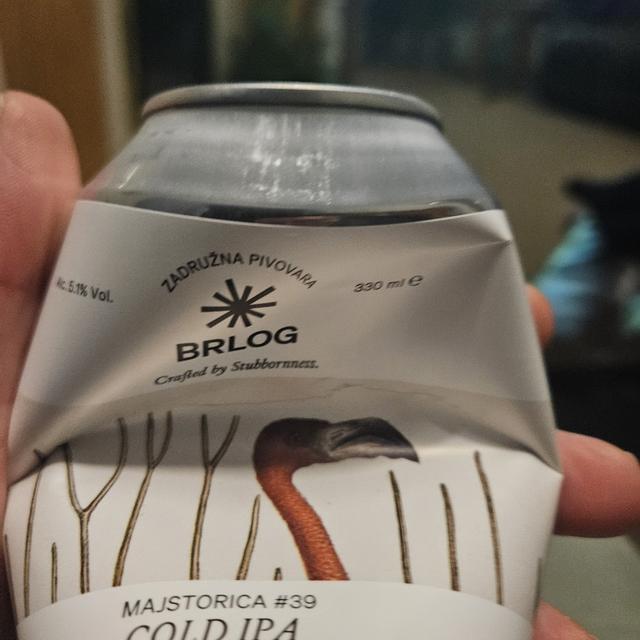 ZADRUŽNA PIVOVARA
Alc. 5.1% Vol.
330 ml ℮
BRLOG
Crafted by Stubbornness.
MAJSTORICA #39
COLD IPA